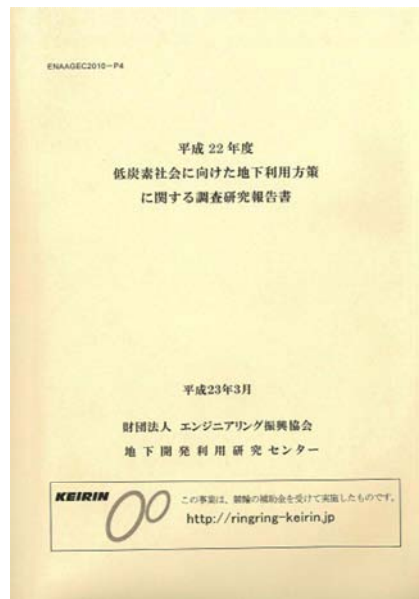 ENAAGEC2010-P4
平成22年度
低炭素社会に向けた地下利用方策
に関する調査研究報告書
平成23年3月
財団法人 エンジニアリング振興協会
地下開発利用研究センター
KEIRIN
この事業は、競輪の補助金を受けて実施したものです。
http://ringring-keirin.jp